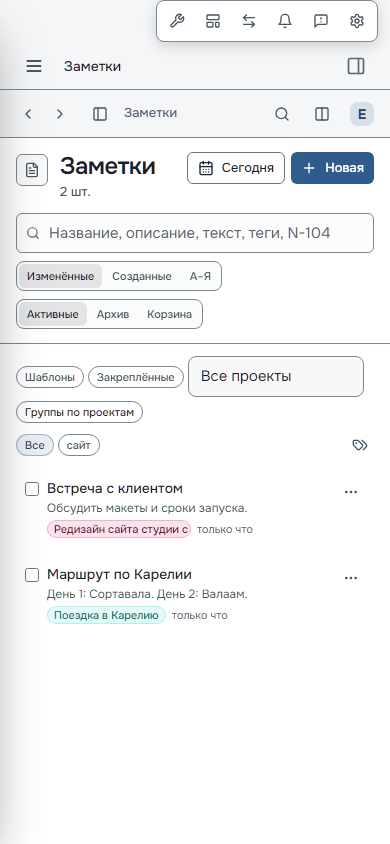 Заметки
Заметки
E
Заметки
2 шт.
Сегодня
Новая
Название, описание, текст, теги, N-104
Изменённые Созданные А–Я
Активные Архив Корзина
Шаблоны Закреплённые Все проекты
Группы по проектам
Все сайт
Встреча с клиентом
Обсудить макеты и сроки запуска.
Редизайн сайта студии с только что
Маршрут по Карелии
День 1: Сортавала. День 2: Валаам.
Поездка в Карелию только что